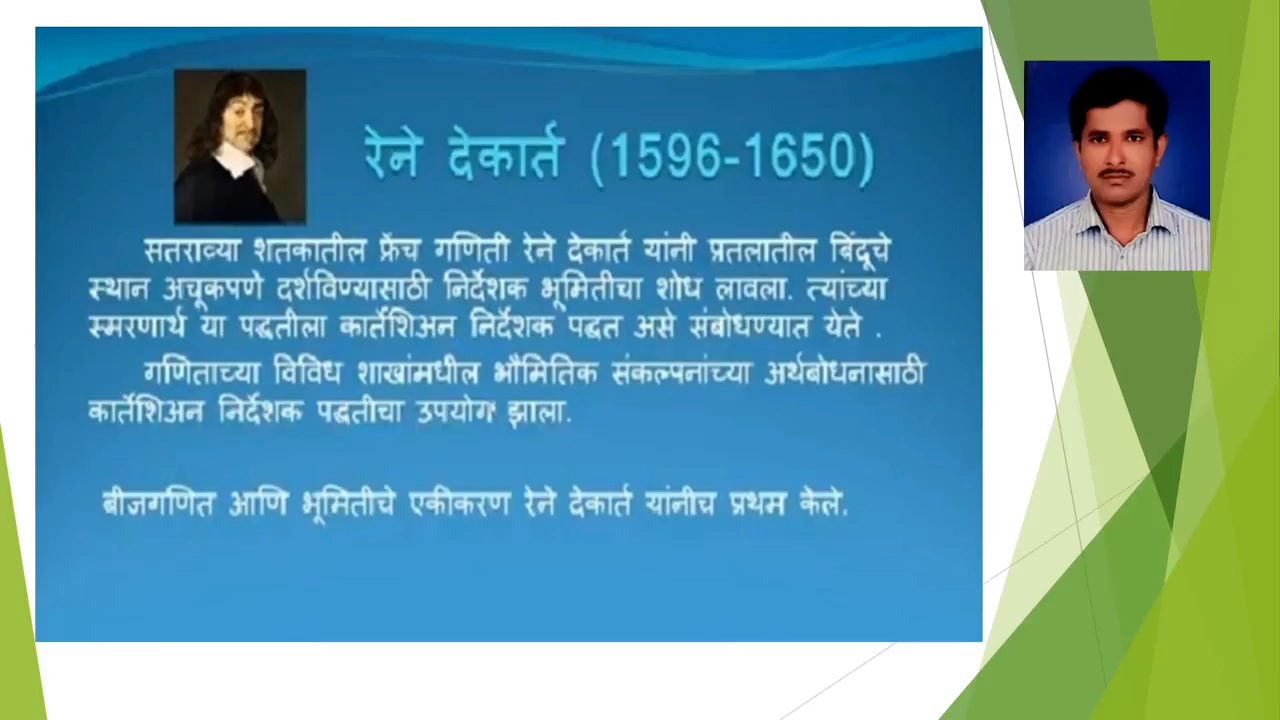 रेने देकार्त (1596-1650)
सतराव्या शतकातील फ्रेंच गणिती रेने देकार्त यांनी प्रतलातील बिंदूचे
स्थान अचूकपणे दर्शविण्यासाठी निर्देशक भूमितीचा शोध लावला. त्यांच्या
स्मरणार्थ या पद्धतीला कार्तेशिअन निर्देशक पद्धत असे संबोधण्यात येते .
गणिताच्या विविध शाखांमधील भौमितिक संकल्पनांच्या अर्थबोधनासाठी
कार्तेशिअन निर्देशक पद्धतीचा उपयोग झाला.
बीजगणित आणि भूमितीचे एकीकरण रेने देकार्त यांनीच प्रथम केले.